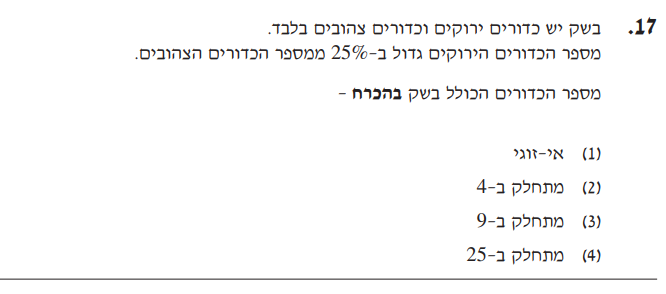 17. בשק יש כדורים ירוקים וכדורים צהובים בלבד.
מספר הכדורים הירוקים גדול ב-25% ממספר הכדורים הצהובים.
מספר הכדורים הכולל בשק בהכרח -
(1) אי-זוגי
(2) מתחלק ב-4
(3) מתחלק ב-9
(4) מתחלק ב-25